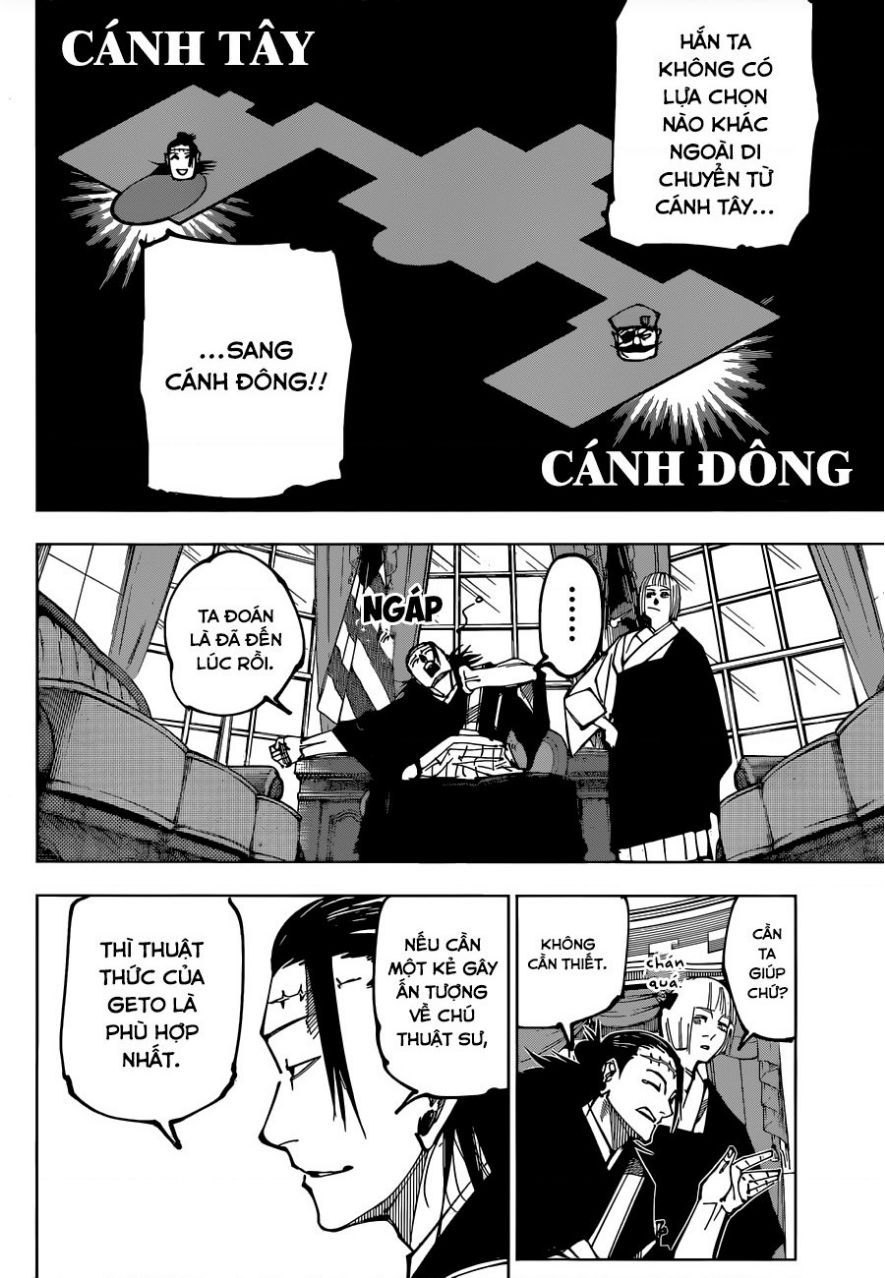 CÁNH TÂY
HẮN TA
KHÔNG CÓ
LỰA CHỌN
NÀO KHÁC
NGOÀI DI
CHUYỂN TỪ
CÁNH TÂY...
...SANG
CÁNH ĐÔNG!!
CÁNH ĐÔNG
TA ĐOÁN
LÀ ĐÃ ĐẾN
LÚC RỒI.
NGÁP
......
CẦN
TA
GIÚP
CHỨ?
chán
quá.
KHÔNG
CẦN THIẾT.
NẾU CẦN
MỘT KẺ GÂY
ẤN TƯỢNG
VỀ CHÚ
THUẬT SƯ,
THÌ THUẬT
THỨC CỦA
GETO LÀ
PHÙ HỢP
NHẤT.